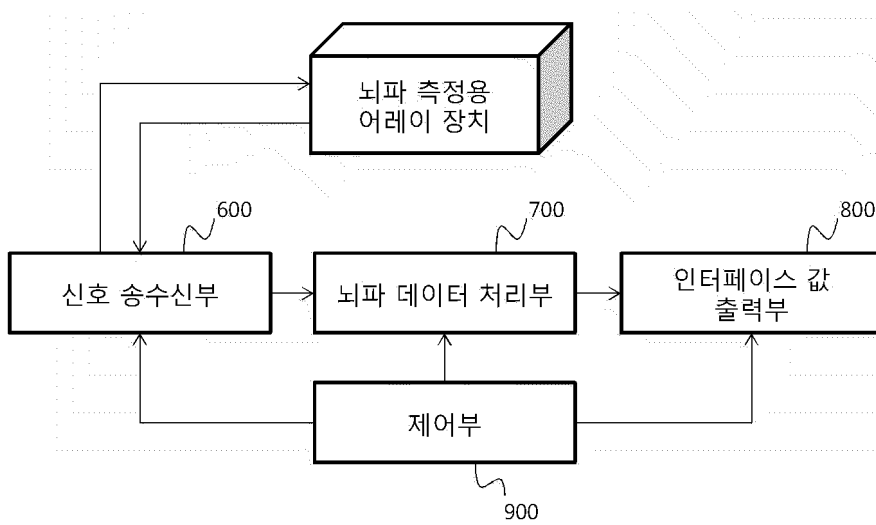 뇌파 측정용
어레이 장치
600
700
800
신호 송수신부
뇌파 데이터 처리부
인터페이스 값
출력부
제어부
900